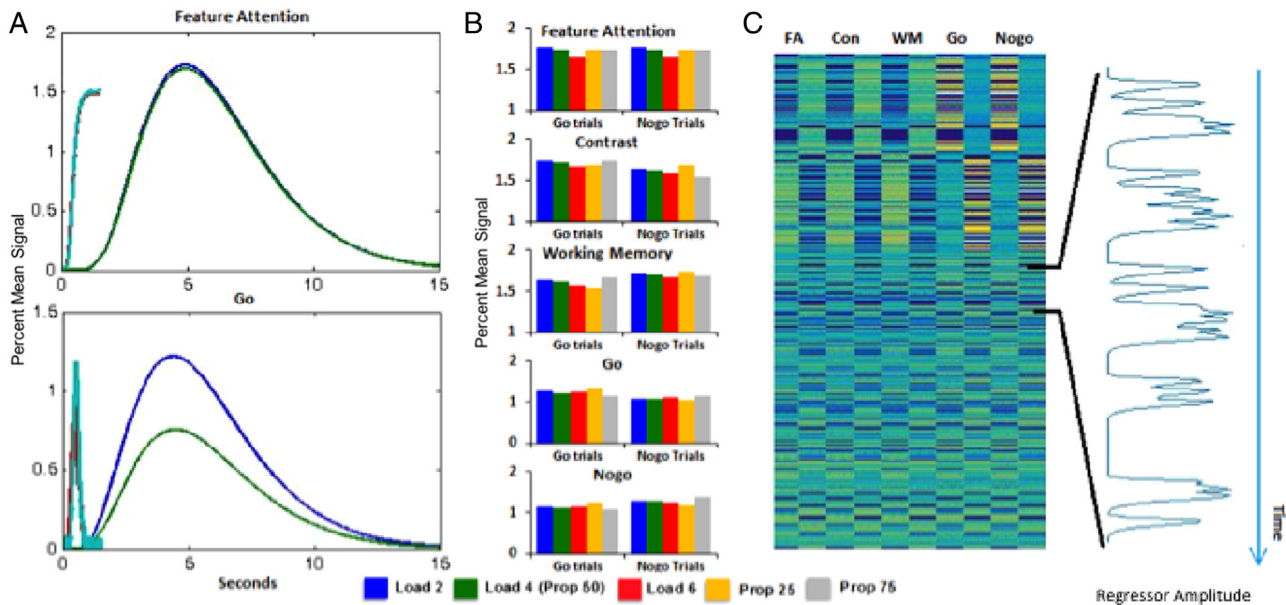 A
Feature Attention
2
1.5
1
0.5
0
0 5 10 15
Percent Mean Signal
Go
1.5
1
0.5
0
0 5 10 15
Seconds
B
Percent Mean Signal
Feature Attention
2
1.5
1
Go trials Nogo Trials
Contrast
2
1.5
1
Go trials Nogo Trials
Working Memory
2
1.5
1
Go trials Nogo Trials
Go
2
1
0
Go trials Nogo Trials
Nogo
2
1
0
Go trials Nogo Trials
Load 2 Load 4 (Prop 50) Load 6 Prop 25 Prop 75
C
FA Con WM Go Nogo
Time
Regressor Amplitude